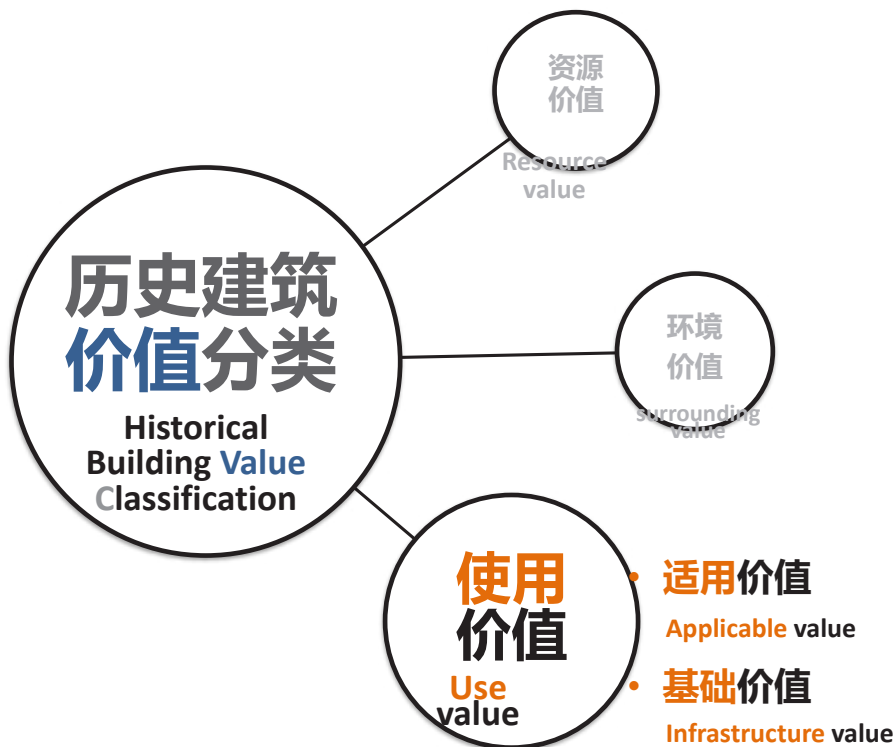 资源
价值
Resource
value
历史建筑
价值分类
Historical
Building Value
Classification
环境
价值
surrounding
value
使用
价值
Use
value
• 适用价值
Applicable value
• 基础价值
Infrastructure value